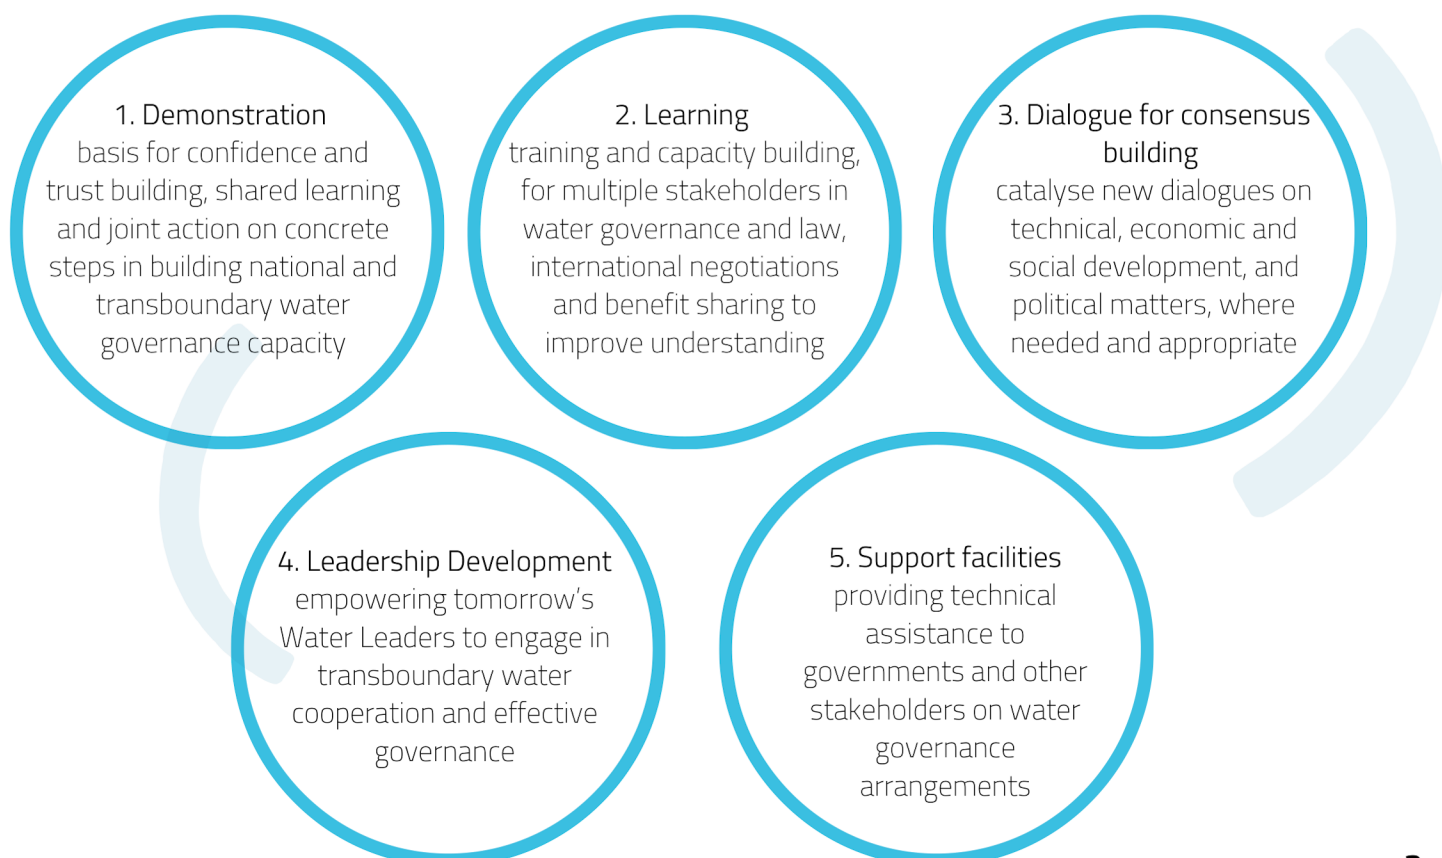 1. Demonstration
basis for confidence and
trust building, shared learning
and joint action on concrete
steps in building national and
transboundary water
governance capacity
2. Learning
training and capacity building,
for multiple stakeholders in
water governance and law,
international negotiations
and benefit sharing to
improve understanding
3. Dialogue for consensus
building
catalyse new dialogues on
technical, economic and
social development, and
political matters, where
needed and appropriate
4. Leadership Development
empowering tomorrow’s
Water Leaders to engage in
transboundary water
cooperation and effective
governance
5. Support facilities
providing technical
assistance to
governments and other
stakeholders on water
governance
arrangements